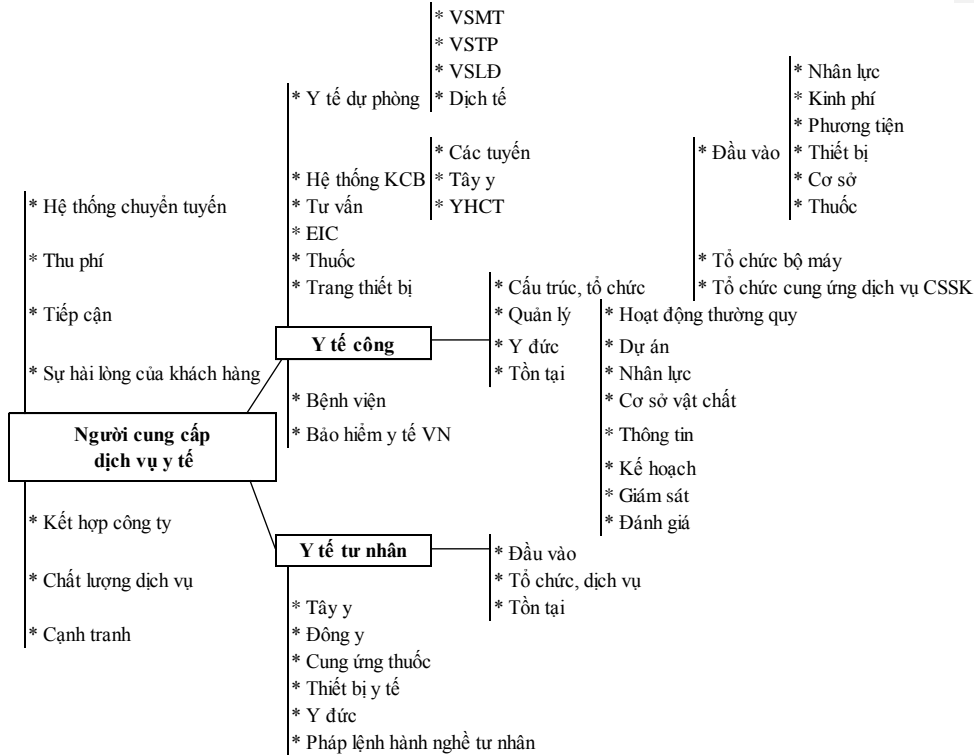 * VSMT
* VSTP
* VSLĐ
* Dịch tế
* Y tế dự phòng
* Nhân lực
* Kinh phí
* Phương tiện
* Thiết bị
* Cơ sở
* Thuốc
* Đầu vào
* Các tuyến
* Tây y
* YHCT
* Hệ thống KCB
* Tư vấn
* EIC
* Thuốc
* Trang thiết bị
* Hệ thống chuyển tuyến
* Thu phí
* Tiếp cận
* Sự hài lòng của khách hàng
* Tổ chức bộ máy
* Tổ chức cung ứng dịch vụ CSSK
* Cấu trúc, tổ chức
* Quản lý
* Y đức
* Tồn tại
* Hoạt động thường quy
* Dự án
* Nhân lực
* Cơ sở vật chất
* Thông tin
* Kế hoạch
* Giám sát
* Đánh giá
Y tế công
* Bệnh viện
* Bảo hiểm y tế VN
Người cung cấp
dịch vụ y tế
* Kết hợp công ty
* Chất lượng dịch vụ
* Cạnh tranh
Y tế tư nhân
* Đầu vào
* Tổ chức, dịch vụ
* Tồn tại
* Tây y
* Đông y
* Cung ứng thuốc
* Thiết bị y tế
* Y đức
* Pháp lệnh hành nghề tư nhân